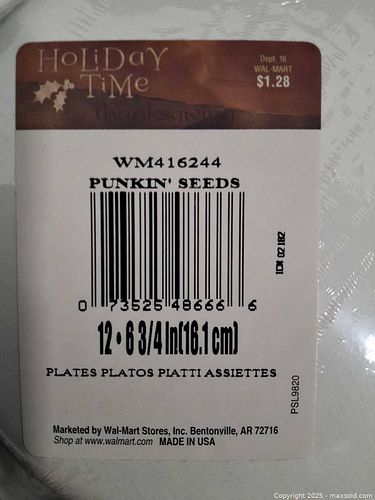 HOLiDAY
TiMe
thanksgiving
Dept. 16
WAL-MART
$1.28
WM416244
PUNKIN' SEEDS
0 73525 48666 6
12 • 6 3/4 In(16.1 cm)
PLATES PLATOS PIATTI ASSIETTES
ICN 02182
PSL9820
Marketed by Wal-Mart Stores, Inc. Bentonville, AR 72716
Shop at www.walmart.com MADE IN USA
Copyright © 2025 - maxsold.com